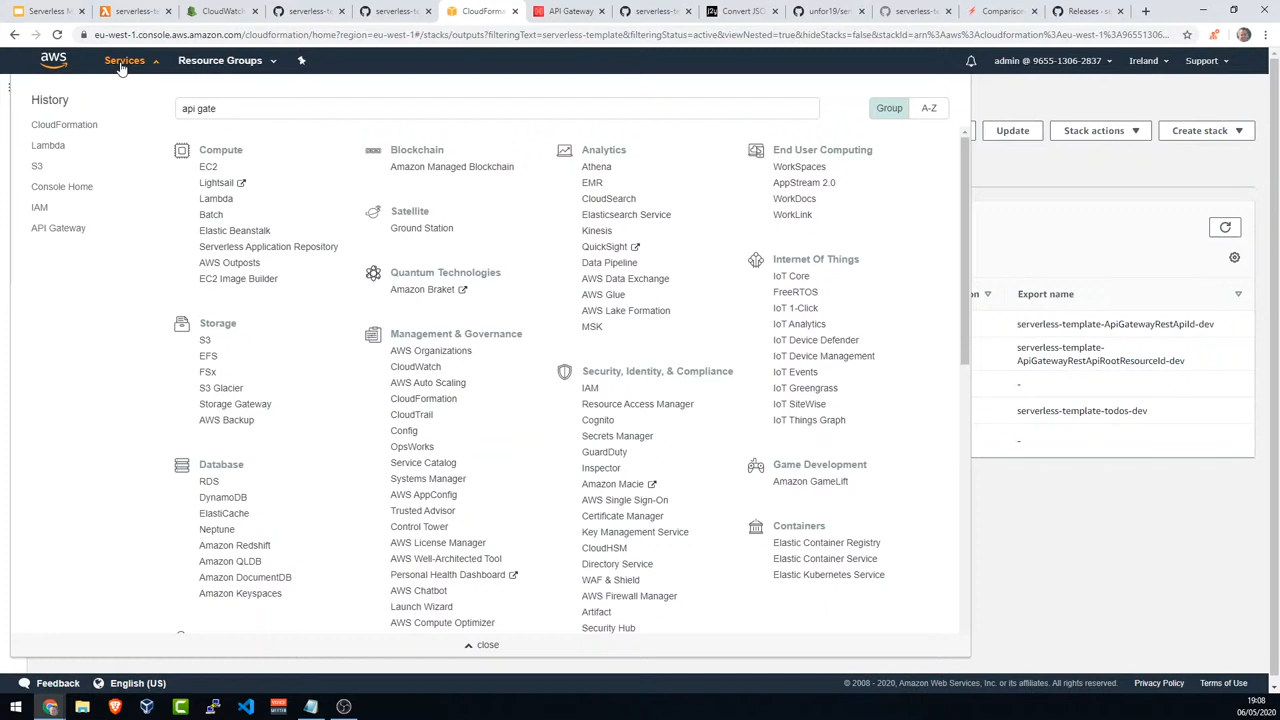 Serverless M
serverless-te
CloudWatch
serverless-te
serverless-te
CloudForma
API Gateway
serverless-te
Convert JSC
unfor19/serv
serverless-te
Comparison
Releases - se
eu-west-1.console.aws.amazon.com/cloudformation/home?region=eu-west-1#/stacks/outputs?filteringText=serverless-template&filteringStatus=active&viewNested=true&hideStacks=false&stackId=arn%3Aaws%3Acloudformation%3Aeu-west-1%3A96551...
aws
Services
Resource Groups
admin @ 9655-1306-2837
Ireland
Support
History
CloudFormation
Lambda
S3
Console Home
IAM
API Gateway
api gate
Group
A-Z
Compute
EC2
Lightsail
Lambda
Batch
Elastic Beanstalk
Serverless Application Repository
AWS Outposts
EC2 Image Builder
Storage
S3
EFS
FSx
S3 Glacier
Storage Gateway
AWS Backup
Database
RDS
DynamoDB
ElastiCache
Neptune
Amazon Redshift
Amazon QLDB
Amazon DocumentDB
Amazon Keyspaces
Blockchain
Amazon Managed Blockchain
Satellite
Ground Station
Quantum Technologies
Amazon Braket
Management & Governance
AWS Organizations
CloudWatch
AWS Auto Scaling
CloudFormation
CloudTrail
Config
OpsWorks
Service Catalog
Systems Manager
AWS AppConfig
Trusted Advisor
Control Tower
AWS License Manager
AWS Well-Architected Tool
Personal Health Dashboard
AWS Chatbot
Launch Wizard
AWS Compute Optimizer
Analytics
Athena
EMR
CloudSearch
Elasticsearch Service
Kinesis
QuickSight
Data Pipeline
AWS Data Exchange
AWS Glue
AWS Lake Formation
MSK
Security, Identity, & Compliance
IAM
Resource Access Manager
Cognito
Secrets Manager
GuardDuty
Inspector
Amazon Macie
AWS Single Sign-On
Certificate Manager
Key Management Service
CloudHSM
Directory Service
WAF & Shield
AWS Firewall Manager
Artifact
Security Hub
End User Computing
WorkSpaces
AppStream 2.0
WorkDocs
WorkLink
Internet Of Things
IoT Core
FreeRTOS
IoT 1-Click
IoT Analytics
IoT Device Defender
IoT Device Management
IoT Events
IoT Greengrass
IoT SiteWise
IoT Things Graph
Game Development
Amazon GameLift
Containers
Elastic Container Registry
Elastic Container Service
Elastic Kubernetes Service
close
Update
Stack actions
Create stack
on
Export name
serverless-template-ApiGatewayRestApiId-dev
serverless-template-
ApiGatewayRestApiRootResourceId-dev
-
serverless-template-todos-dev
-
Feedback
English (US)
© 2008 - 2020, Amazon Web Services, Inc. or its affiliates. All rights reserved.
Privacy Policy
Terms of Use
19:08
06/05/2020